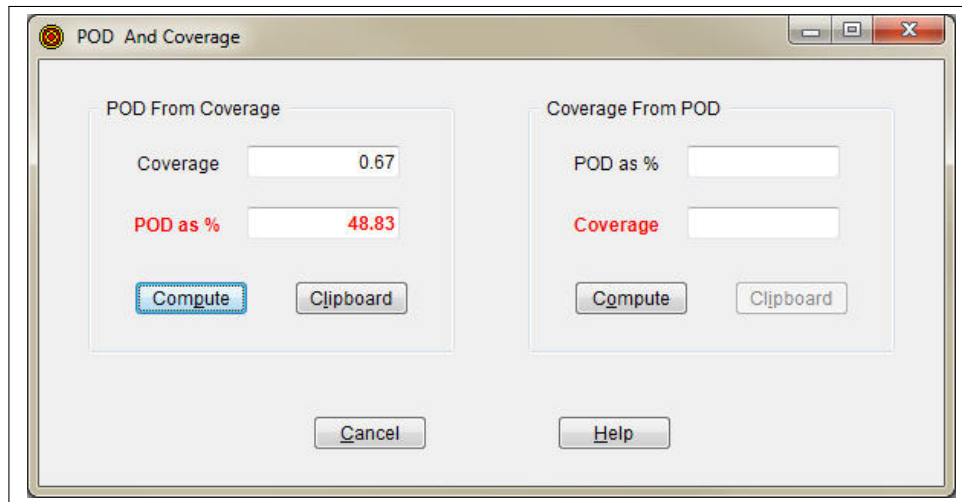 POD And Coverage
POD From Coverage
Coverage 0.67
POD as % 48.83
Compute Clipboard
Coverage From POD
POD as %
Coverage
Compute Clipboard
Cancel Help